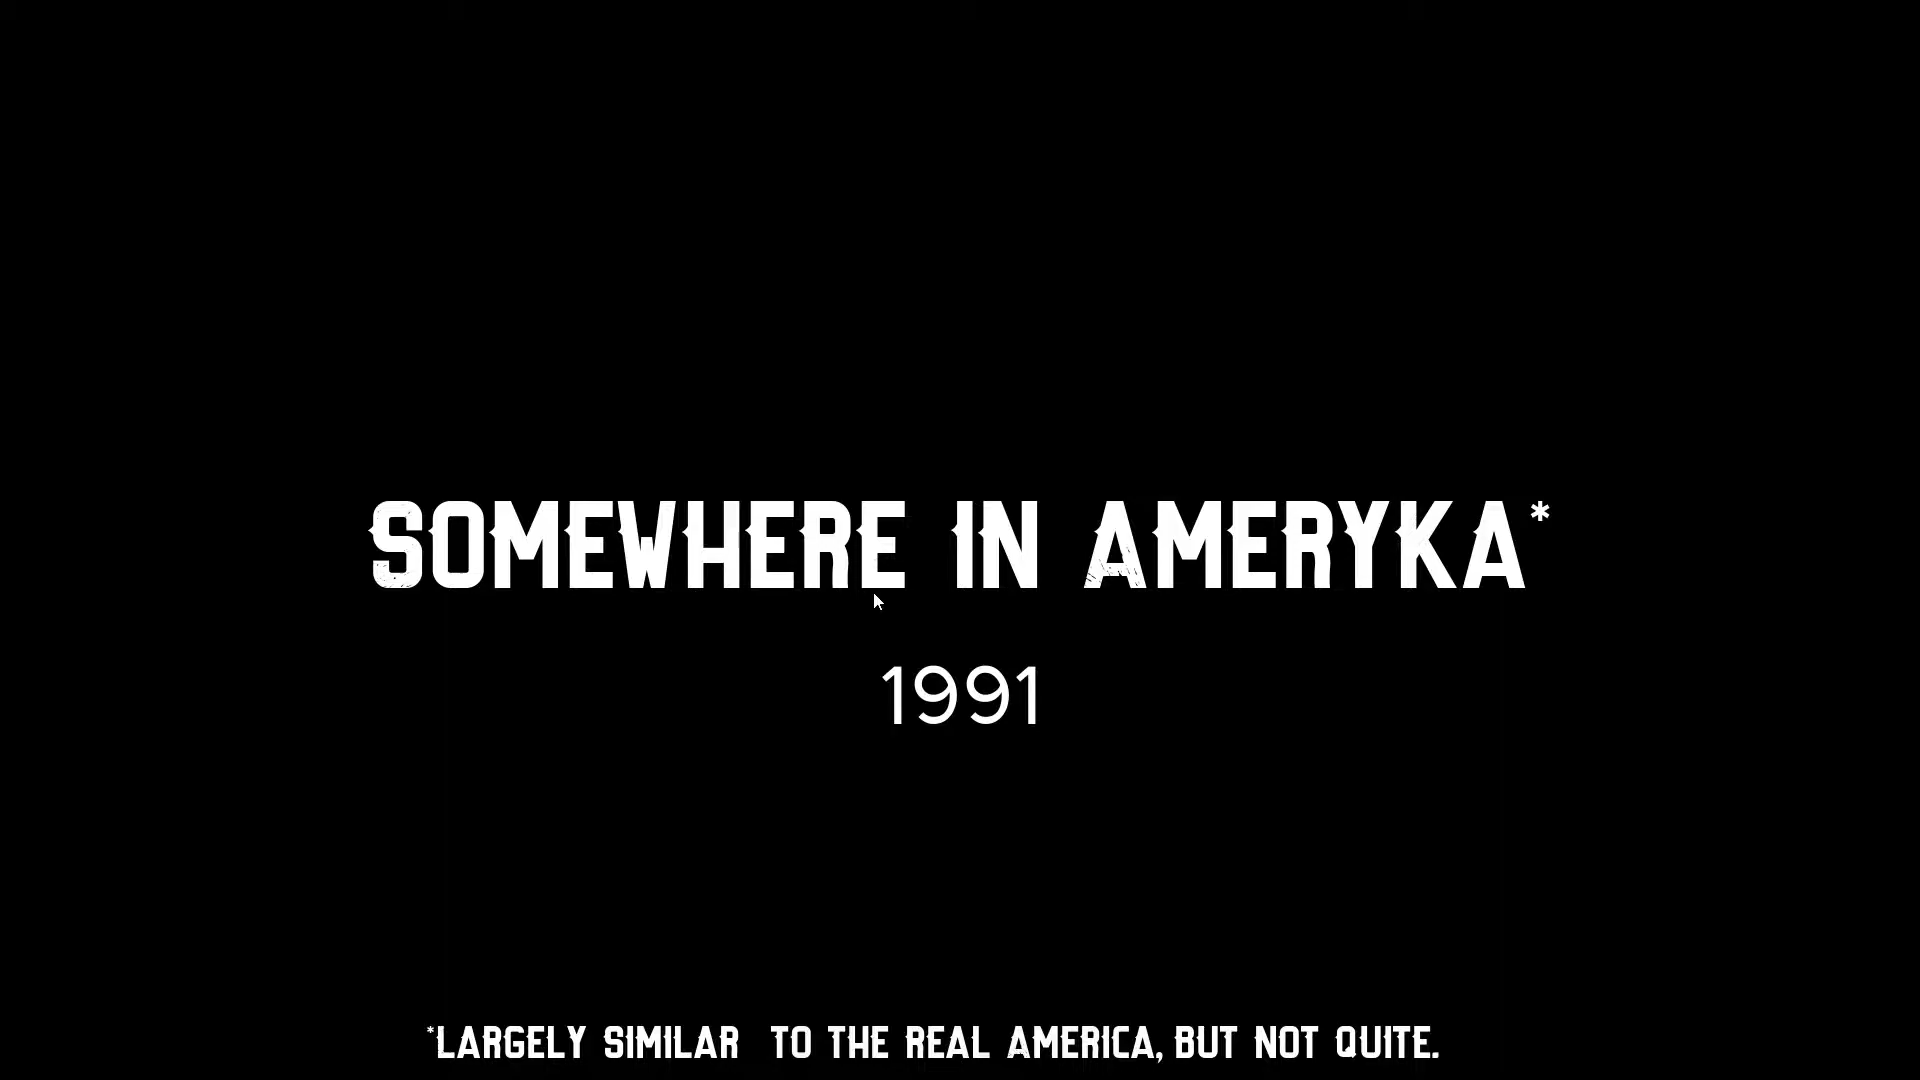 SOMEWHERE IN AMERYKA*
1991
*LARGELY SIMILAR TO THE REAL AMERICA, BUT NOT QUITE.